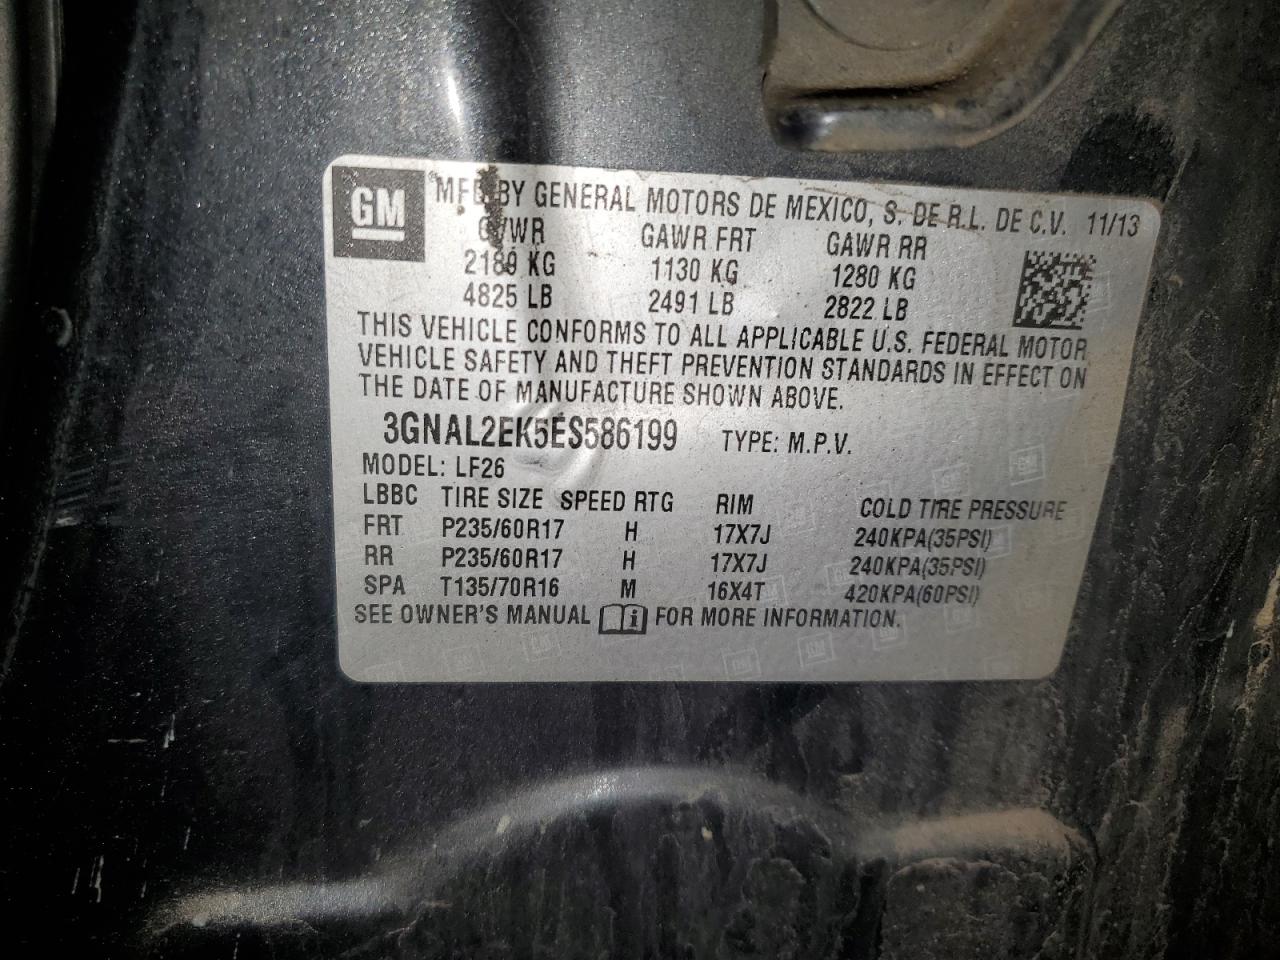 GM
MFD BY GENERAL MOTORS DE MEXICO, S. DE R.L. DE C.V. 11/13
GVWR GAWR FRT GAWR RR
2189 KG 1130 KG 1280 KG
4825 LB 2491 LB 2822 LB
THIS VEHICLE CONFORMS TO ALL APPLICABLE U.S. FEDERAL MOTOR
VEHICLE SAFETY AND THEFT PREVENTION STANDARDS IN EFFECT ON
THE DATE OF MANUFACTURE SHOWN ABOVE.
3GNAL2EK5ES586199 TYPE: M.P.V.
MODEL: LF26
LBBC TIRE SIZE SPEED RTG RIM COLD TIRE PRESSURE
FRT P235/60R17 H 17X7J 240KPA(35PSI)
RR P235/60R17 H 17X7J 240KPA(35PSI)
SPA T135/70R16 M 16X4T 420KPA(60PSI)
SEE OWNER'S MANUAL i FOR MORE INFORMATION.